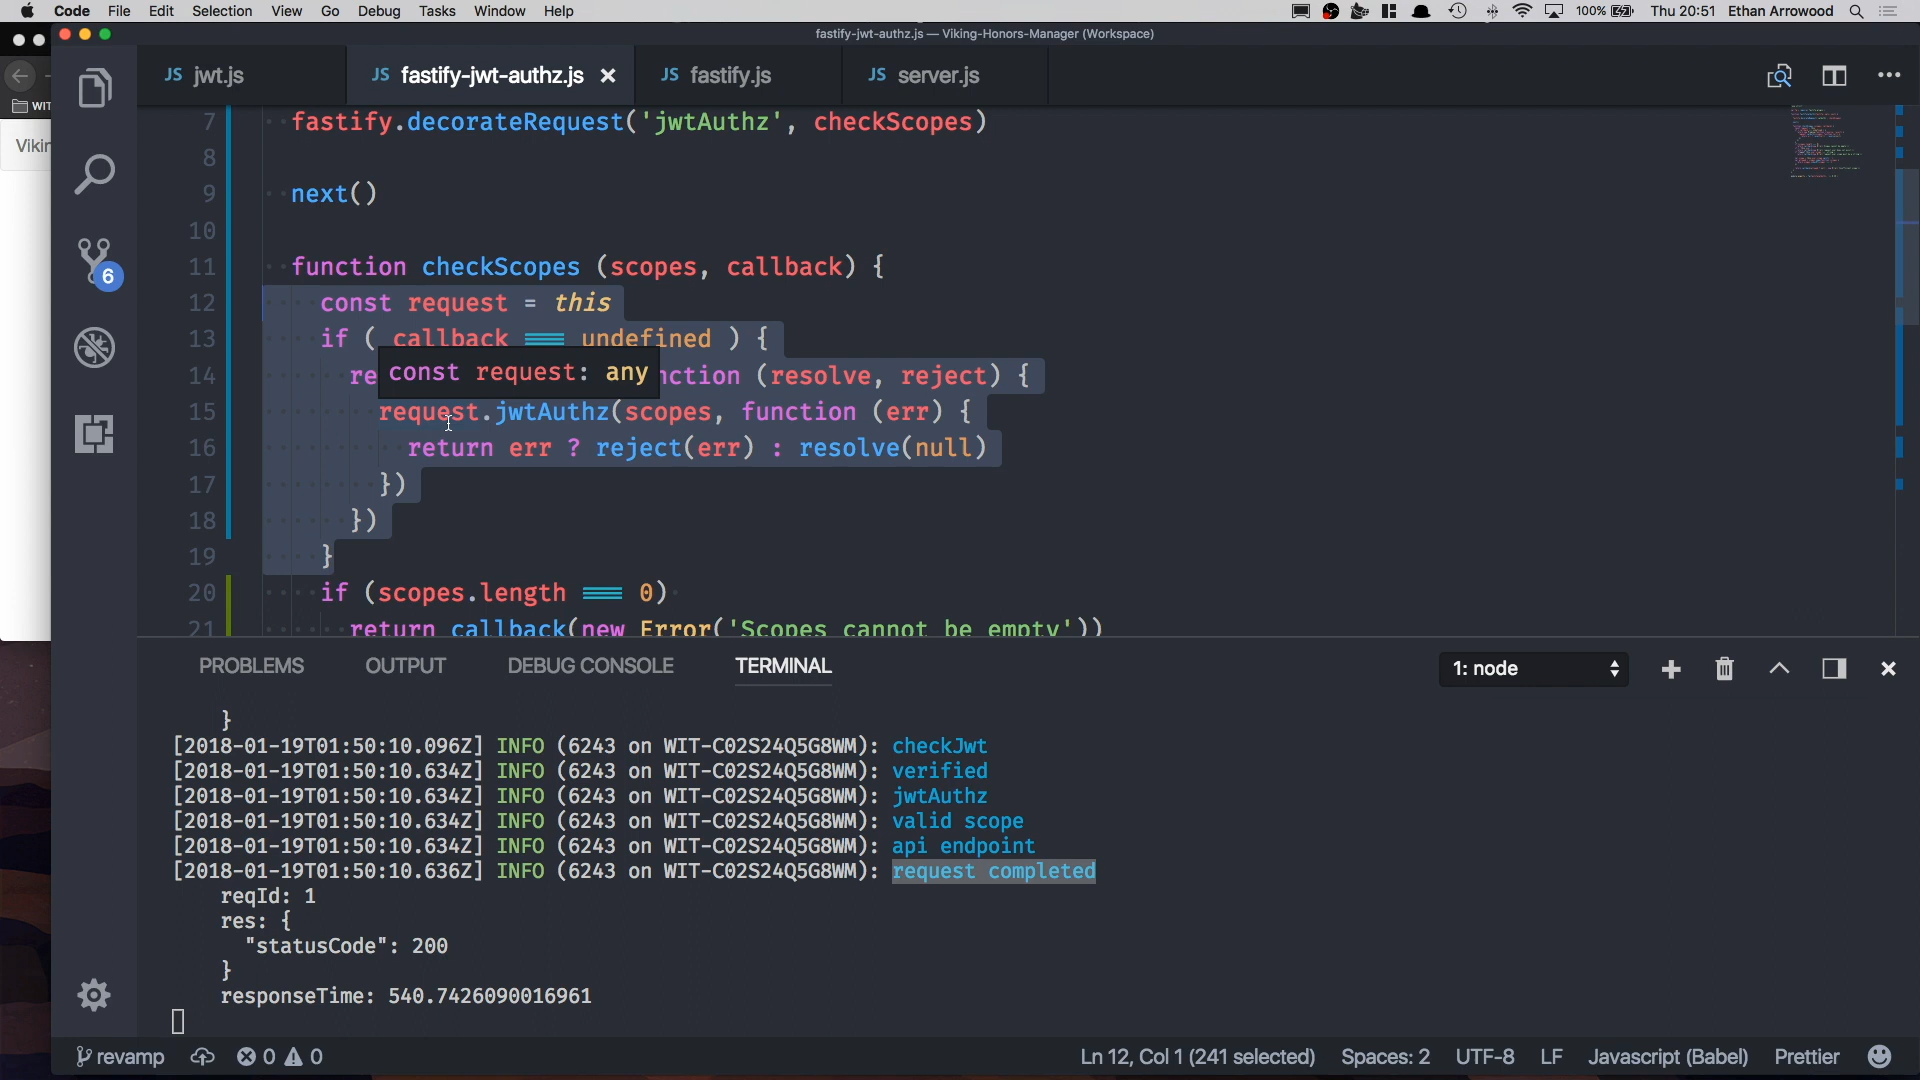 Code File Edit Selection View Go Debug Tasks Window Help 100% Thu 20:51 Ethan Arrowood
fastify-jwt-authz.js — Viking-Honors-Manager (Workspace)
JS jwt.js JS fastify-jwt-authz.js JS fastify.js JS server.js
WIT
Vikin
7 fastify.decorateRequest('jwtAuthz', checkScopes)
8
9 next()
10
11 function checkScopes (scopes, callback) {
12 const request = this
13 if ( callback === undefined ) {
const request: any
14 re nction (resolve, reject) {
15 request.jwtAuthz(scopes, function (err) {
16 return err ? reject(err) : resolve(null)
17 })
18 })
19 }
20 if (scopes.length === 0)
21 return callback(new Error('Scopes cannot be empty'))
6
PROBLEMS OUTPUT DEBUG CONSOLE TERMINAL 1: node
}
[2018-01-19T01:50:10.096Z] INFO (6243 on WIT-C02S24Q5G8WM): checkJwt
[2018-01-19T01:50:10.634Z] INFO (6243 on WIT-C02S24Q5G8WM): verified
[2018-01-19T01:50:10.634Z] INFO (6243 on WIT-C02S24Q5G8WM): jwtAuthz
[2018-01-19T01:50:10.634Z] INFO (6243 on WIT-C02S24Q5G8WM): valid scope
[2018-01-19T01:50:10.634Z] INFO (6243 on WIT-C02S24Q5G8WM): api endpoint
[2018-01-19T01:50:10.636Z] INFO (6243 on WIT-C02S24Q5G8WM): request completed
reqId: 1
res: {
"statusCode": 200
}
responseTime: 540.7426090016961
revamp 0 0 Ln 12, Col 1 (241 selected) Spaces: 2 UTF-8 LF Javascript (Babel) Prettier